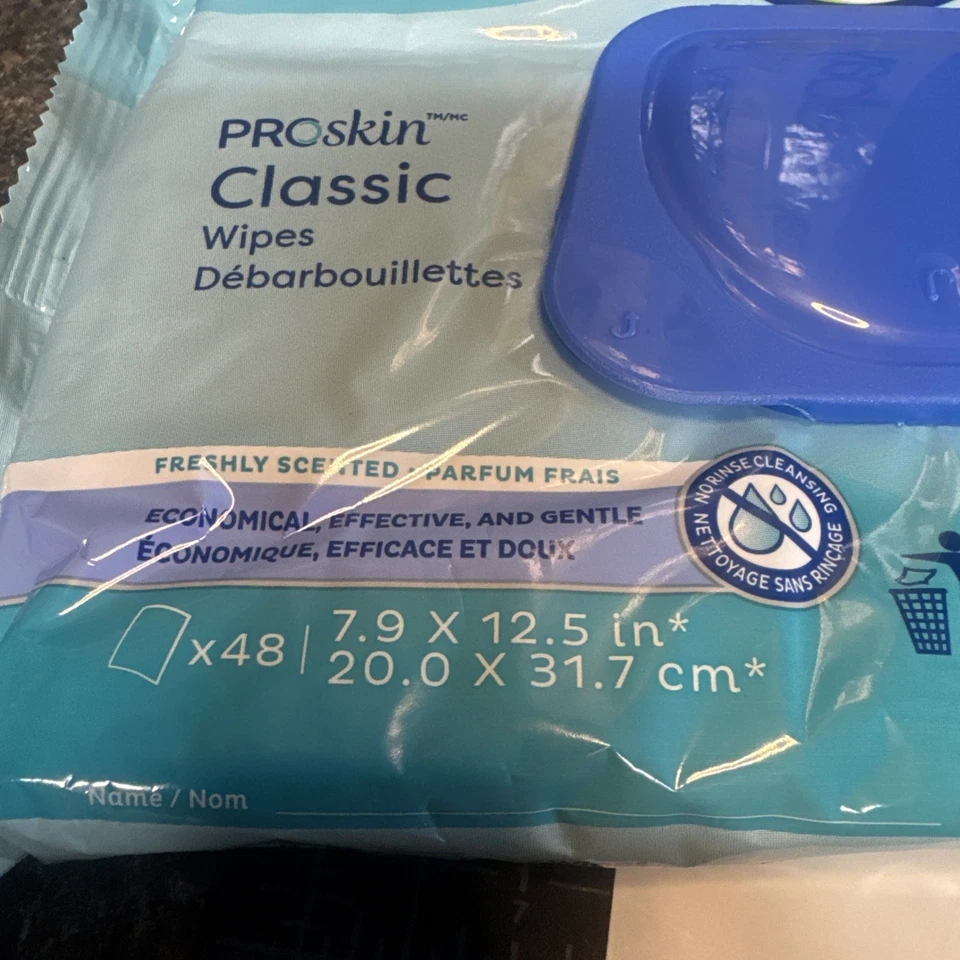 PROskin™/MC
Classic
Wipes
Débarbouillettes
FRESHLY SCENTED · PARFUM FRAIS
ECONOMICAL, EFFECTIVE, AND GENTLE
ÉCONOMIQUE, EFFICACE ET DOUX
NO RINSE CLEANSING
NETTOYAGE SANS RINÇAGE
x48 | 7.9 X 12.5 in*
20.0 X 31.7 cm*
Name / Nom
7